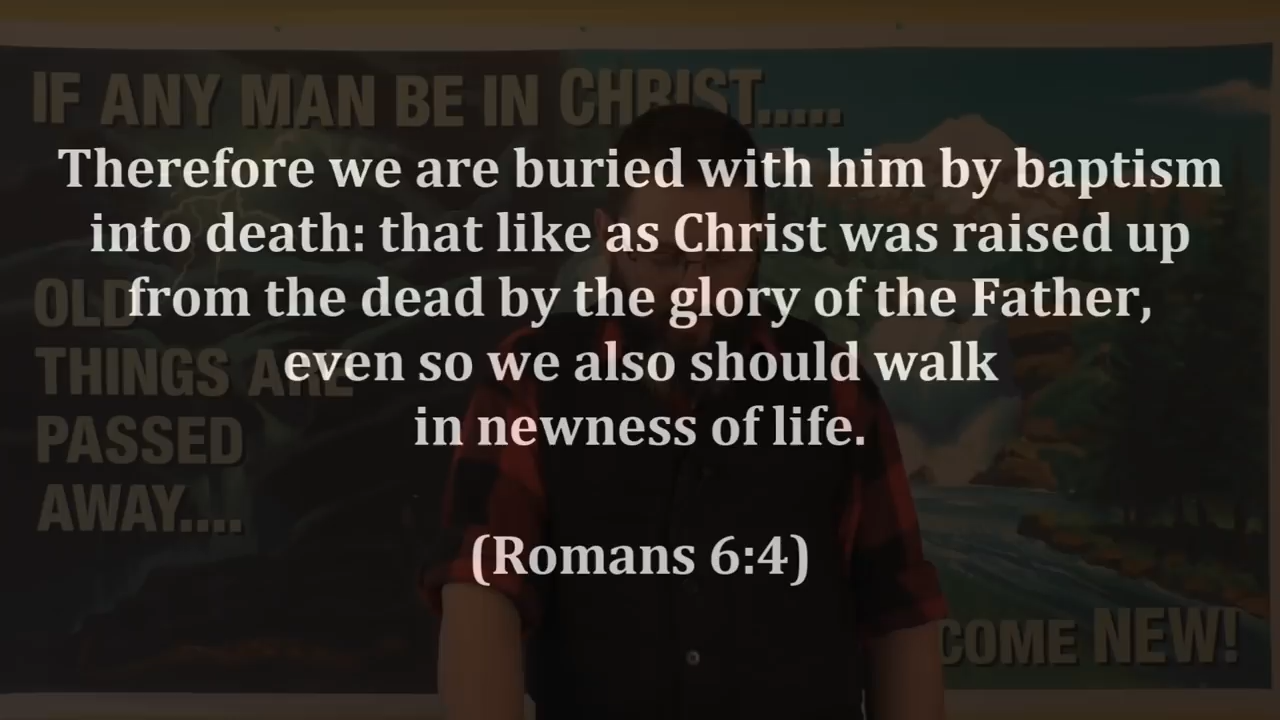 IF ANY MAN BE IN CHRIST.....
Therefore we are buried with him by baptism
into death: that like as Christ was raised up
from the dead by the glory of the Father,
even so we also should walk
in newness of life.
(Romans 6:4)
OLD
THINGS ARE
PASSED
AWAY....
COME NEW!